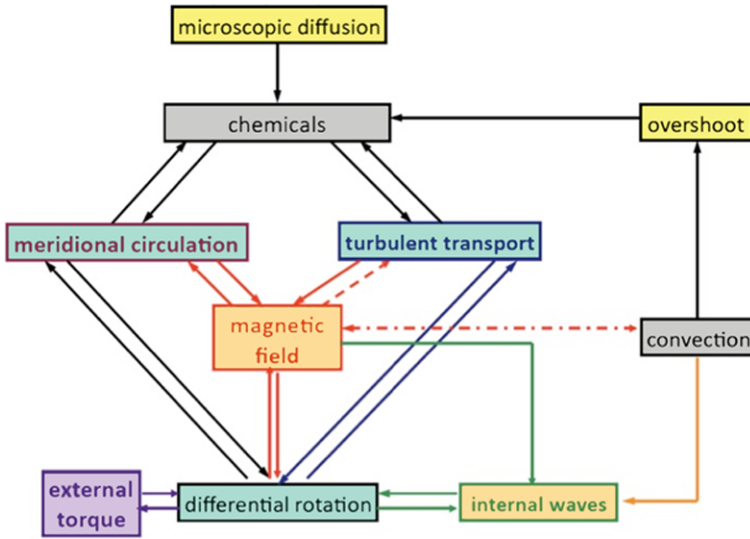 microscopic diffusion
chemicals
overshoot
meridional circulation
turbulent transport
magnetic
field
convection
external
torque
differential rotation
internal waves